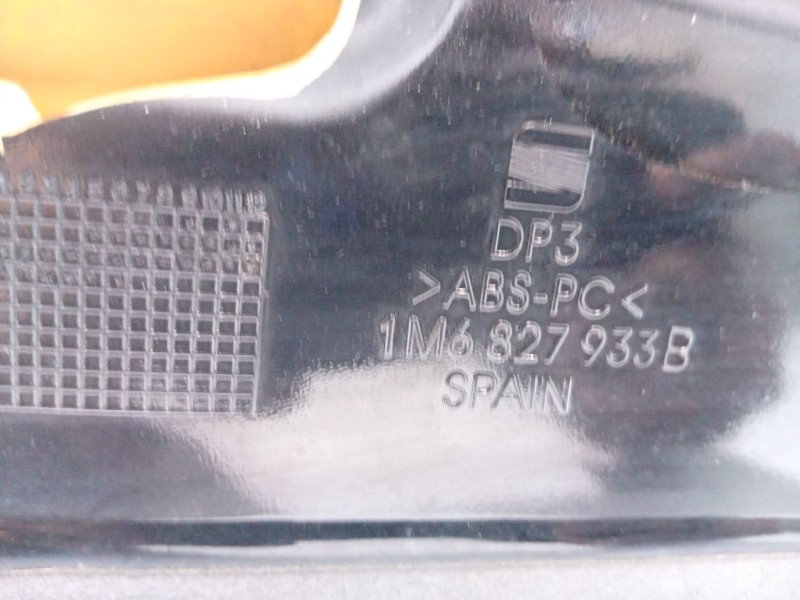 DP3
>ABS-PC<
1M6 827 933B
SPAIN